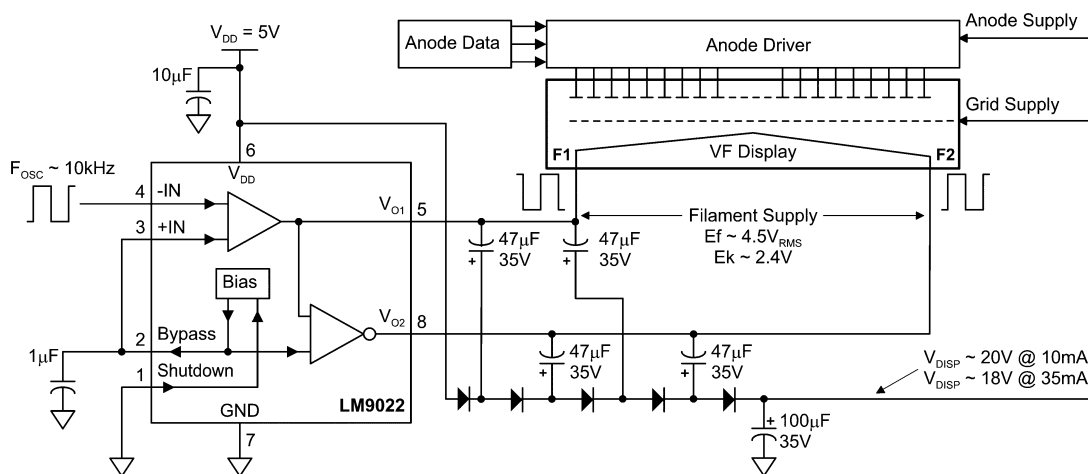 V_DD = 5V
10μF
Anode Data
Anode Driver
Anode Supply
Grid Supply
F1
VF Display
F2
F_OSC ~ 10kHz
6
V_DD
4
-IN
3
+IN
V_O1
5
Filament Supply
Ef ~ 4.5V_RMS
Ek ~ 2.4V
47μF
35V
+
47μF
35V
+
Bias
V_O2
8
2
Bypass
1μF
1
Shutdown
47μF
35V
+
47μF
35V
+
V_DISP ~ 20V @ 10mA
V_DISP ~ 18V @ 35mA
GND
LM9022
7
+
100μF
35V